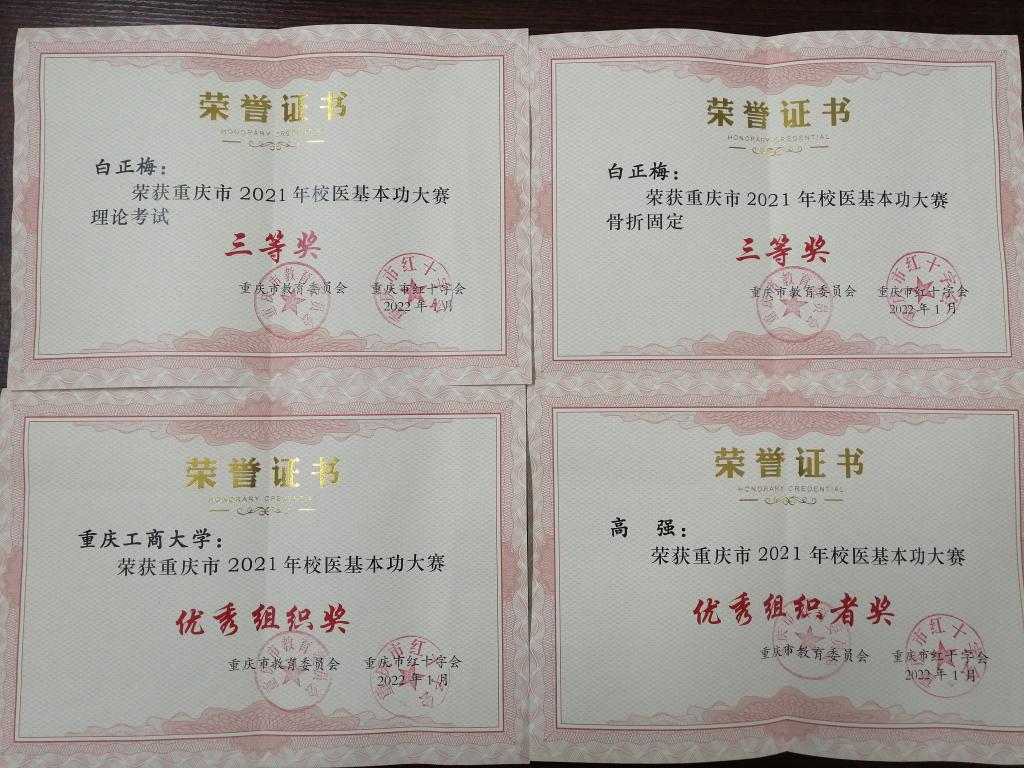 荣誉证书
HONORARY CREDENTIAL
白正梅：
荣获重庆市 2021 年校医基本功大赛
理论考试
三等奖
重庆市教育委员会 重庆市红十字会
2022 年 1 月
荣誉证书
HONORARY CREDENTIAL
白正梅：
荣获重庆市 2021 年校医基本功大赛
骨折固定
三等奖
重庆市教育委员会 重庆市红十字会
2022 年 1 月
荣誉证书
HONORARY CREDENTIAL
重庆工商大学：
荣获重庆市 2021 年校医基本功大赛
优秀组织奖
重庆市教育委员会 重庆市红十字会
2022 年 1 月
荣誉证书
HONORARY CREDENTIAL
高 强：
荣获重庆市 2021 年校医基本功大赛
优秀组织者奖
重庆市教育委员会 重庆市红十字会
2022 年 1 月